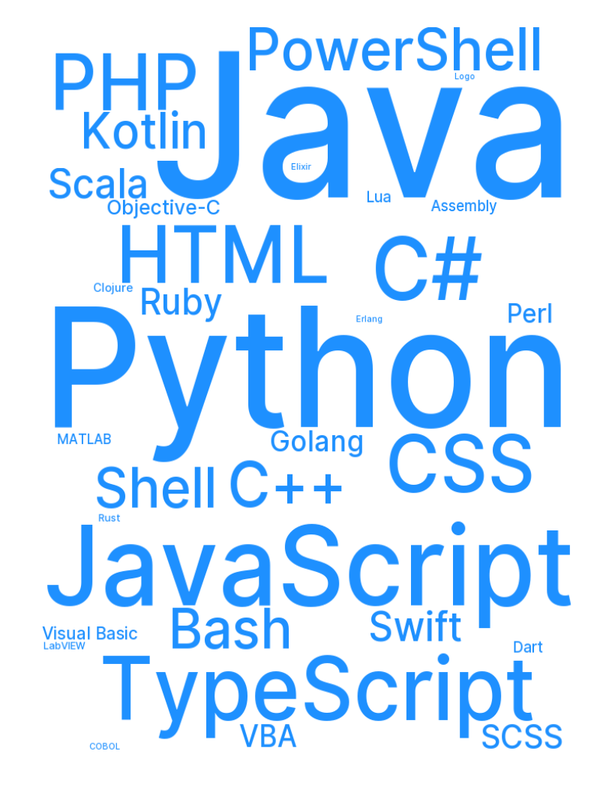 PowerShell
PHP
Java
Logo
Kotlin
Elixir
Scala
Lua
Objective-C
Assembly
HTML
C#
Clojure
Ruby
Perl
Erlang
Python
MATLAB
Golang
CSS
Shell
C++
Rust
JavaScript
Bash
Swift
Visual Basic
LabVIEW
Dart
TypeScript
VBA
SCSS
COBOL